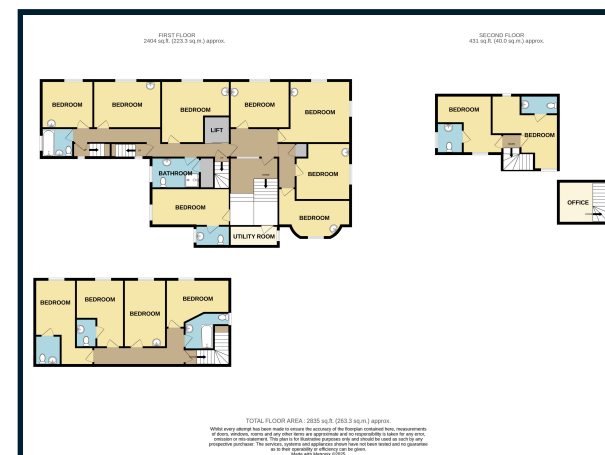 FIRST FLOOR
2404 sq.ft. (223.3 sq.m.) approx.
SECOND FLOOR
431 sq.ft. (40.0 sq.m.) approx.
BEDROOM
BEDROOM
BEDROOM
BEDROOM
BEDROOM
LIFT
BATHROOM
BEDROOM
BEDROOM
BEDROOM
UTILITY ROOM
BEDROOM
BEDROOM
OFFICE
BEDROOM
BEDROOM
BEDROOM
BEDROOM
TOTAL FLOOR AREA : 2835 sq.ft. (263.3 sq.m.) approx.
Whilst every attempt has been made to ensure the accuracy of the floorplan contained here, measurements
of doors, windows, rooms and any other items are approximate and no responsibility is taken for any error,
omission or mis-statement. This plan is for illustrative purposes only and should be used as such by any
prospective purchaser. The services, systems and appliances shown have not been tested and no guarantee
as to their operability or efficiency can be given.
Made with Metropix ©2025